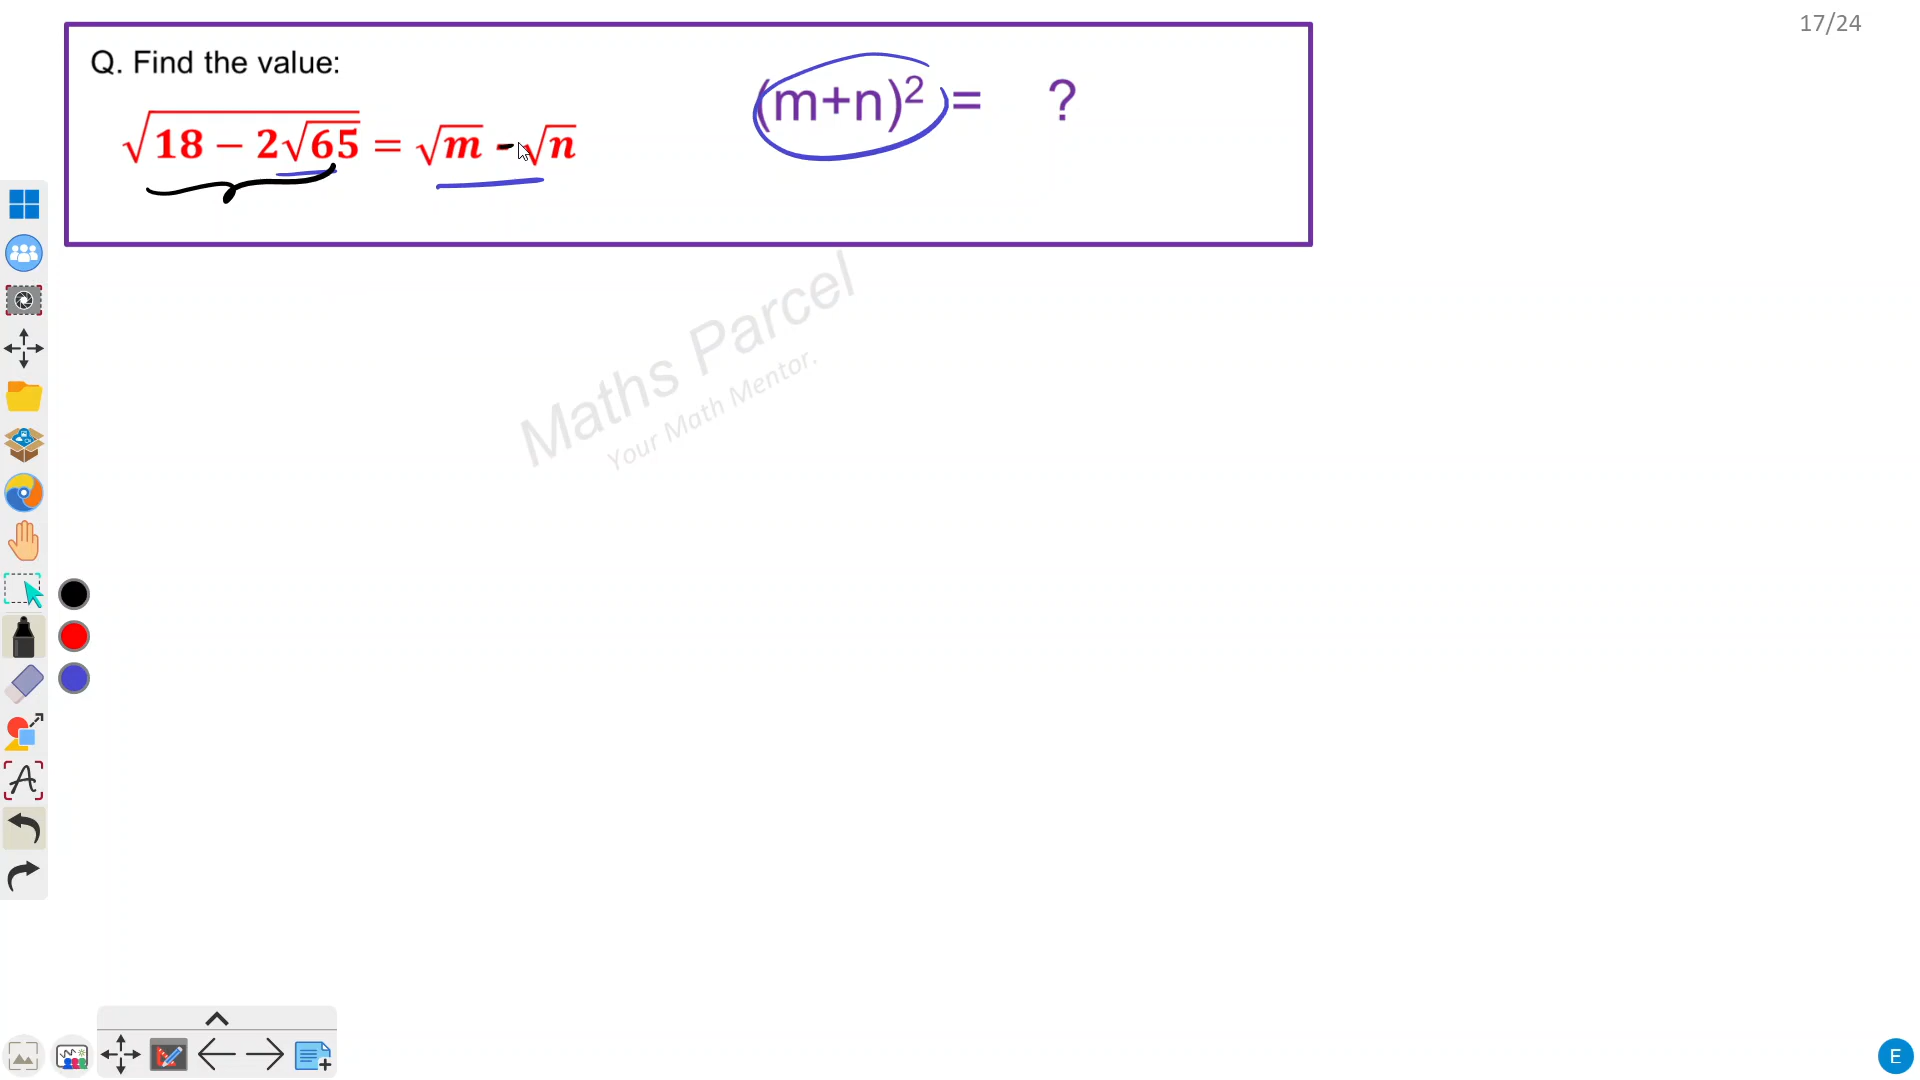 17/24
Q. Find the value:
(m+n)² = ?
√(18 − 2√65) = √m - √n
Maths Parcel
Your Math Mentor.
E